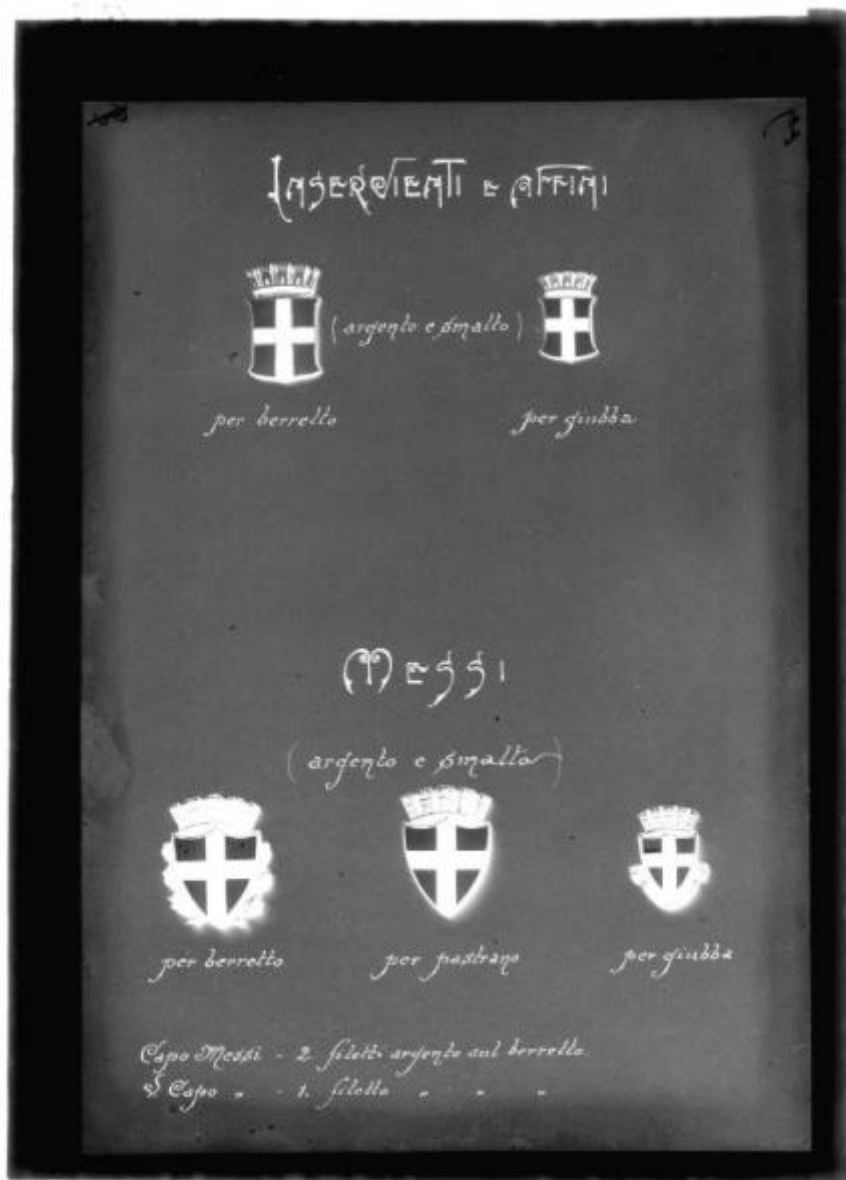 INSERVIENTI E AFFINI
(argento e smalto)
per berretto
per giubba
MESSI
(argento e smalto)
per berretto
per pastrano
per giubba
Capo Messi - 2 filetti argento sul berretto.
S. Capo „ - 1. filetto „ „ „